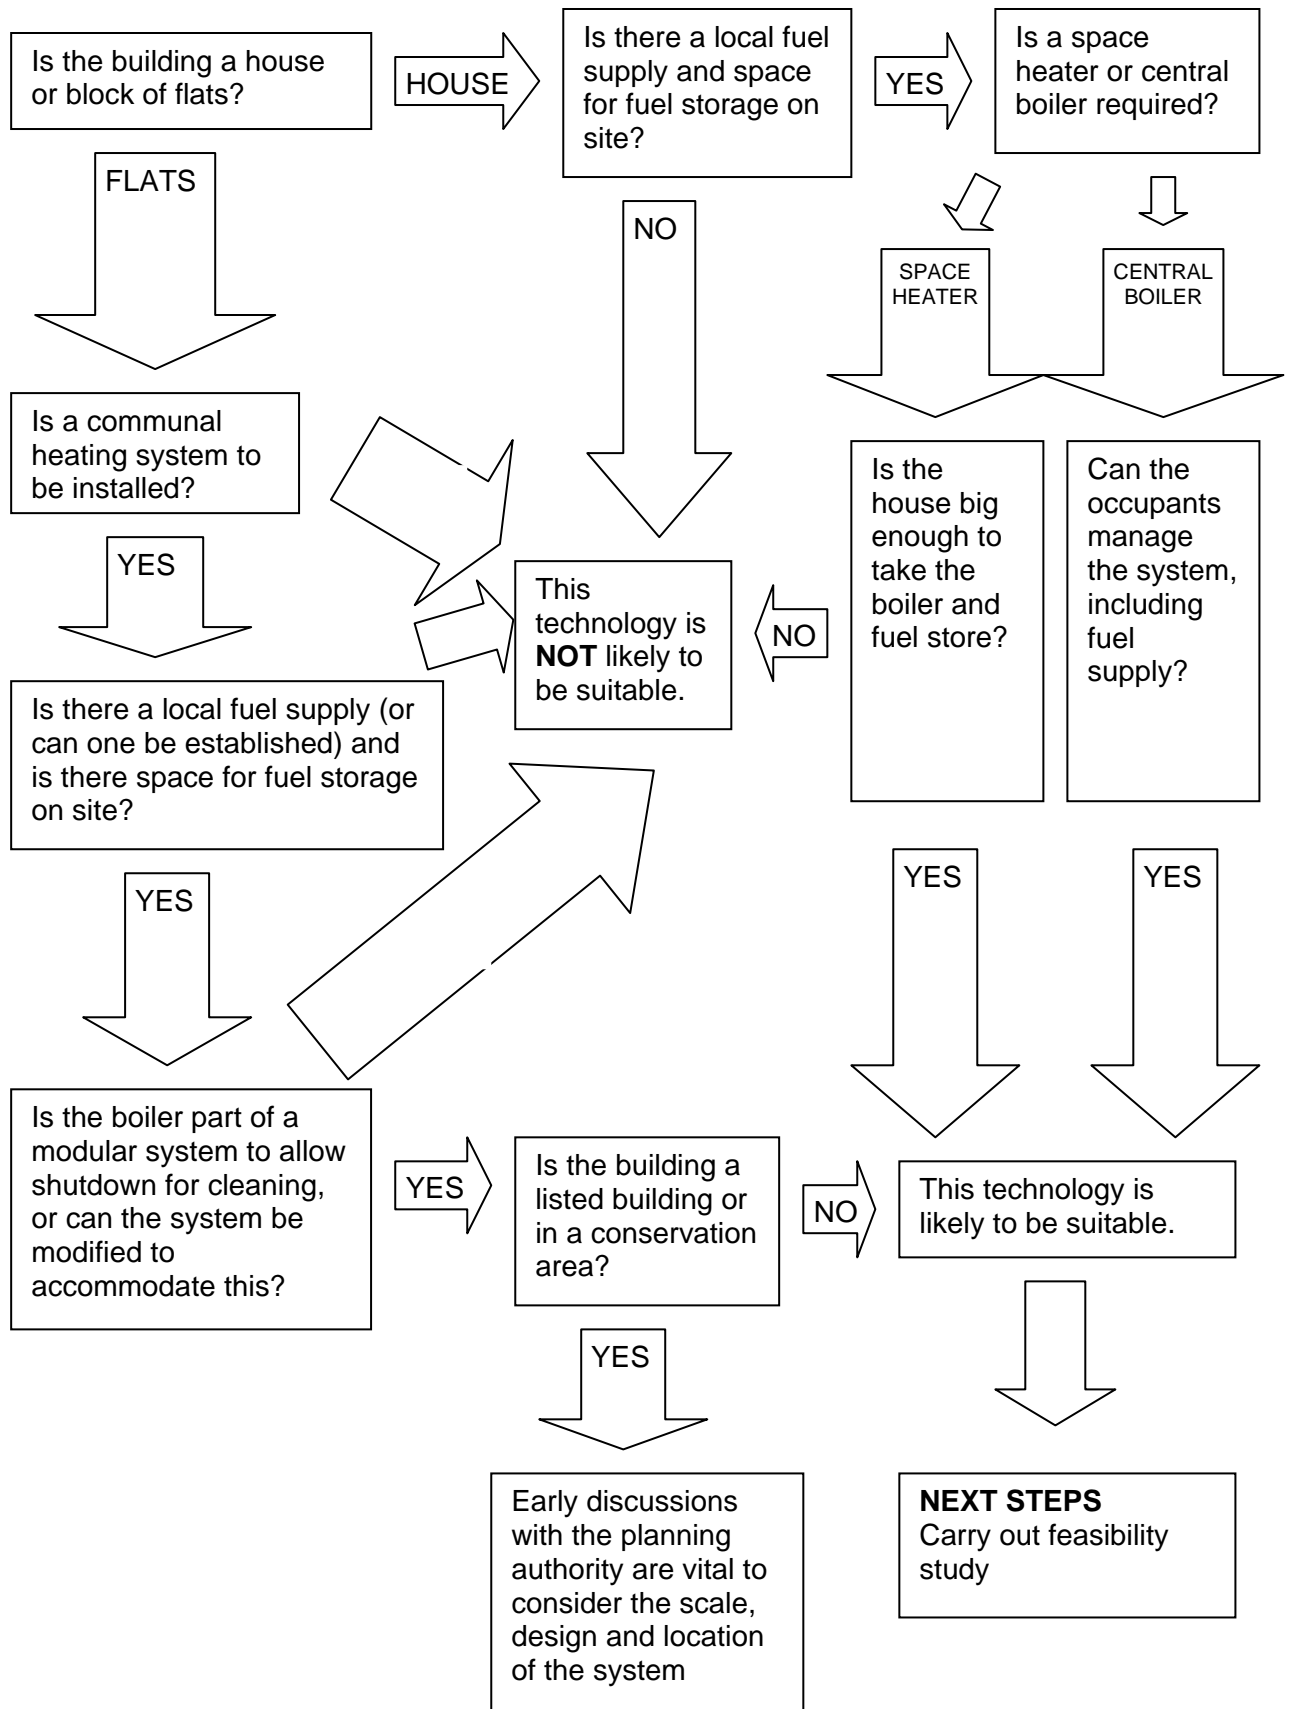 Is the building a house
or block of flats?
HOUSE
Is there a local fuel
supply and space
for fuel storage on
site?
YES
Is a space
heater or central
boiler required?
FLATS
NO
SPACE
HEATER
CENTRAL
BOILER
Is a communal
heating system to
be installed?
YES
This
technology is
NOT likely to
be suitable.
NO
Is the
house big
enough to
take the
boiler and
fuel store?
Can the
occupants
manage
the system,
including
fuel
supply?
Is there a local fuel supply (or
can one be established) and
is there space for fuel storage
on site?
YES
YES
YES
Is the boiler part of a
modular system to allow
shutdown for cleaning,
or can the system be
modified to
accommodate this?
YES
Is the building a
listed building or
in a conservation
area?
NO
This technology is
likely to be suitable.
YES
Early discussions
with the planning
authority are vital to
consider the scale,
design and location
of the system
NEXT STEPS
Carry out feasibility
study